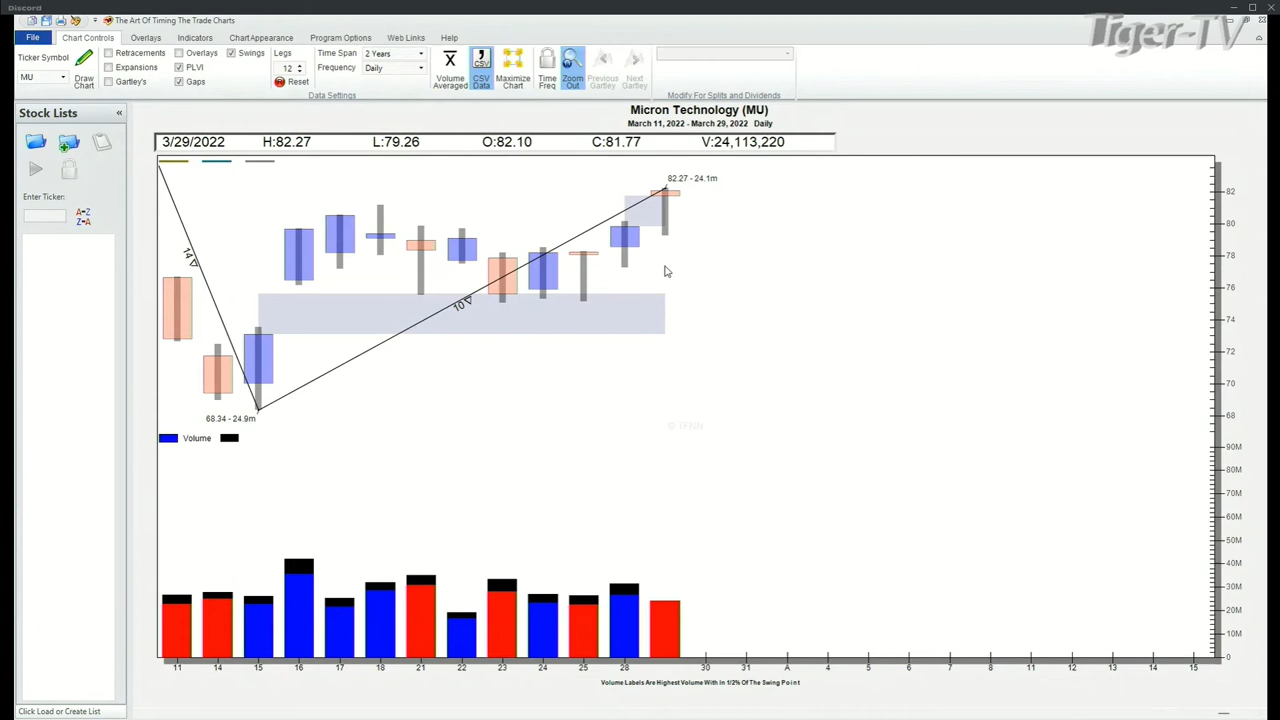 Discord
The Art Of Timing The Trade Charts
Tiger-TV
File Chart Controls Overlays Indicators Chart Appearance Program Options Web Links Help
Ticker Symbol
MU
Draw
Chart
Retracements Overlays Swings Legs
Expansions PLVI 12
Gartley's Gaps Reset
Time Span 2 Years
Frequency Daily
Data Settings
Volume
Averaged
CSV
CSV
Data
Maximize
Chart
Time
Freq
Zoom
Out
Previous
Gartley
Next
Gartley
Modify For Splits and Dividends
Stock Lists
Enter Ticker:
A-Z
Z-A
Click Load or Create List
Micron Technology (MU)
March 11, 2022 - March 29, 2022 Daily
3/29/2022 H:82.27 L:79.26 O:82.10 C:81.77 V:24,113,220
82.27 - 24.1m
14
10
68.34 - 24.9m
© TFNN
Volume
82
80
78
76
74
72
70
68
90M
80M
70M
60M
50M
40M
30M
20M
10M
0
11 14 15 16 17 18 21 22 23 24 25 28 30 31 A 4 5 6 7 8 11 12 13 14 15
Volume Labels Are Highest Volume With In 1/2% Of The Swing Point